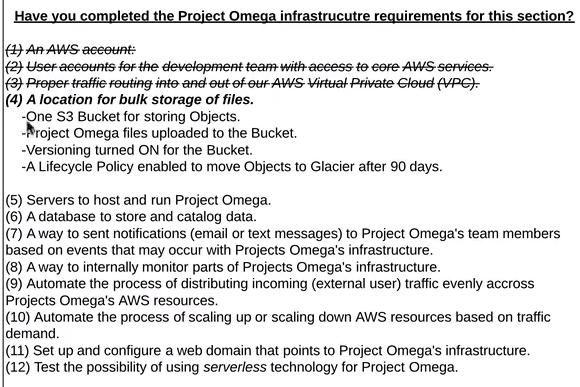 Have you completed the Project Omega infrastrucutre requirements for this section?
(1) An AWS account:
(2) User accounts for the development team with access to core AWS services.
(3) Proper traffic routing into and out of our AWS Virtual Private Cloud (VPC).
(4) A location for bulk storage of files.
-One S3 Bucket for storing Objects.
-Project Omega files uploaded to the Bucket.
-Versioning turned ON for the Bucket.
-A Lifecycle Policy enabled to move Objects to Glacier after 90 days.
(5) Servers to host and run Project Omega.
(6) A database to store and catalog data.
(7) A way to sent notifications (email or text messages) to Project Omega's team members
based on events that may occur with Projects Omega's infrastructure.
(8) A way to internally monitor parts of Projects Omega's infrastructure.
(9) Automate the process of distributing incoming (external user) traffic evenly accross
Projects Omega's AWS resources.
(10) Automate the process of scaling up or scaling down AWS resources based on traffic
demand.
(11) Set up and configure a web domain that points to Project Omega's infrastructure.
(12) Test the possibility of using serverless technology for Project Omega.